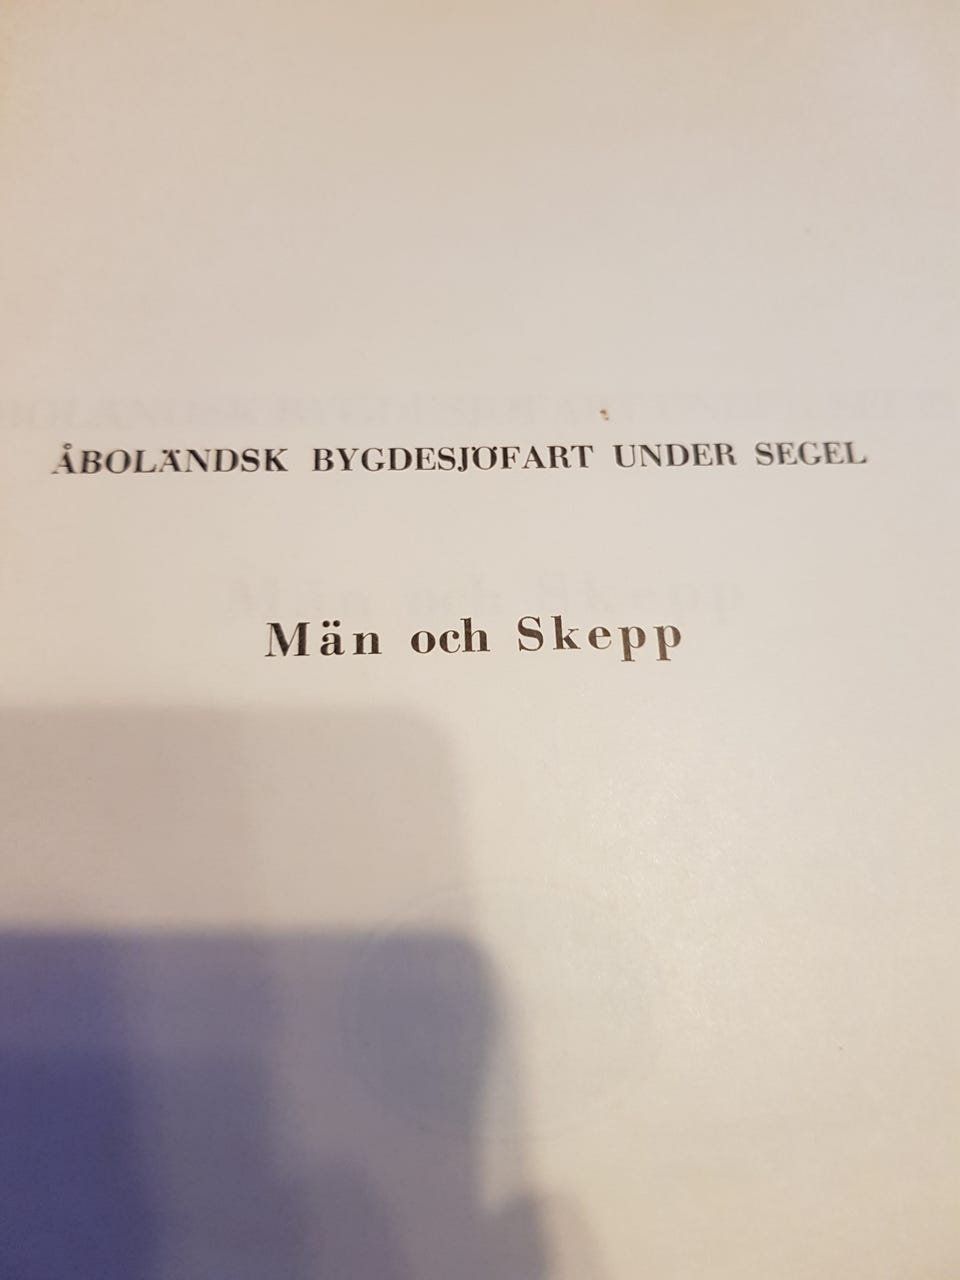 ÅBOLÄNDSK BYGDESJÖFART UNDER SEGEL
Män och Skepp